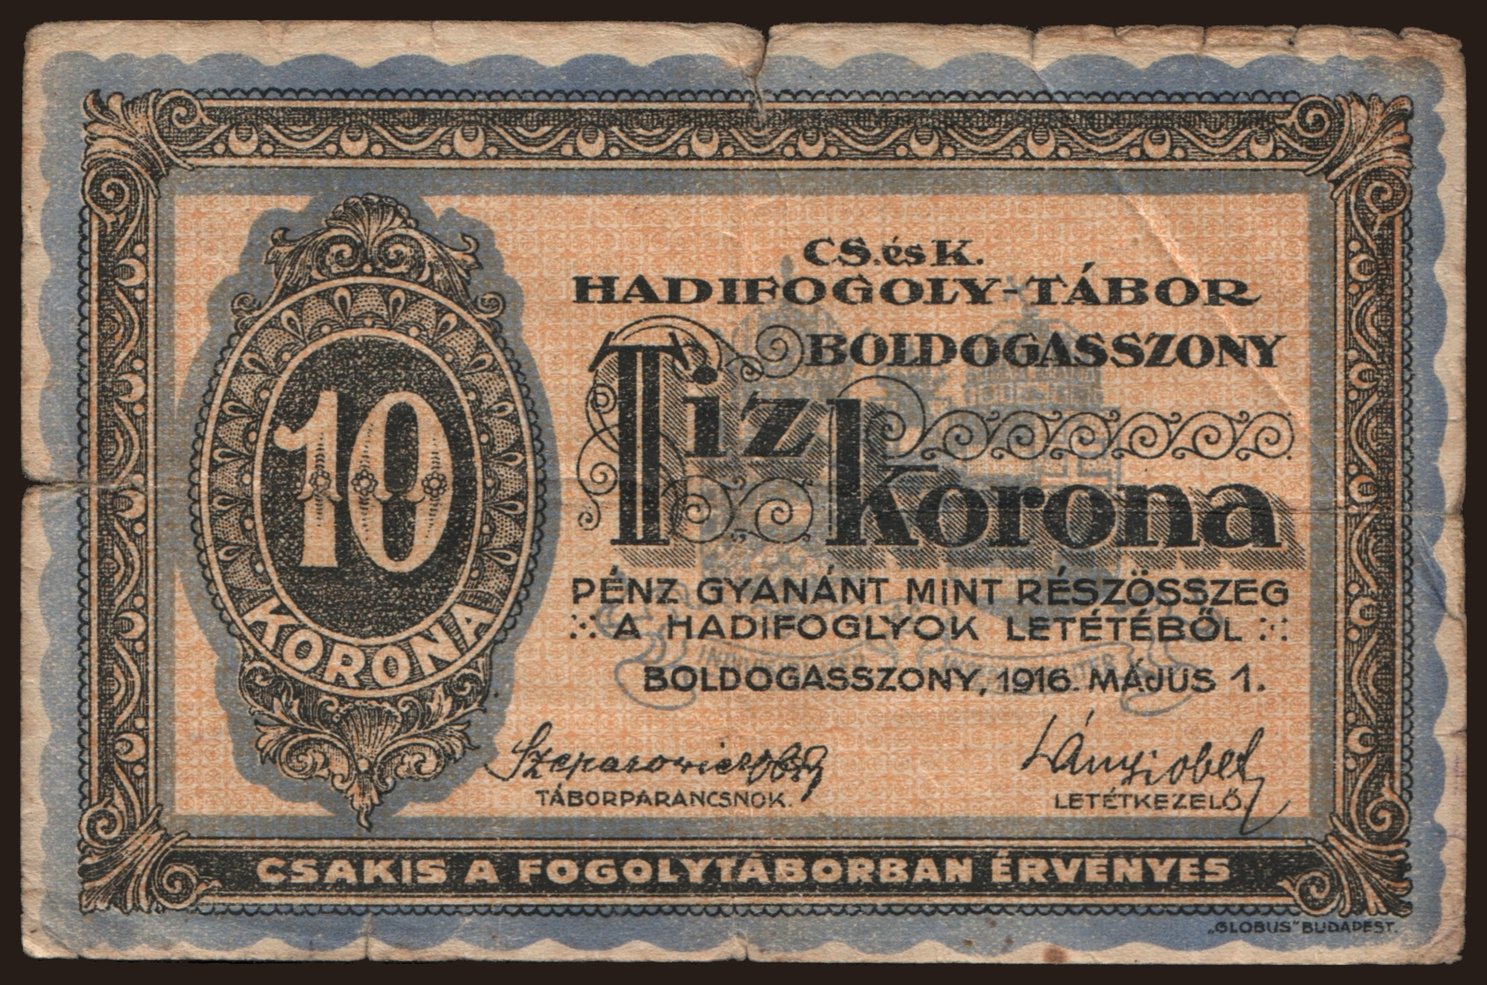 CS. és K.
HADIFOGOLY-TÁBOR
BOLDOGASSZONY
Tiz korona
10
KORONA
PÉNZ GYANÁNT MINT RÉSZÖSSZEG
A HADIFOGLYOK LETÉTÉBŐL
BOLDOGASSZONY, 1916. MÁJUS 1.
TÁBORPARANCSNOK.
LETÉTKEZELŐ.
CSAKIS A FOGOLYTÁBORBAN ÉRVÉNYES
„GLOBUS" BUDAPEST.